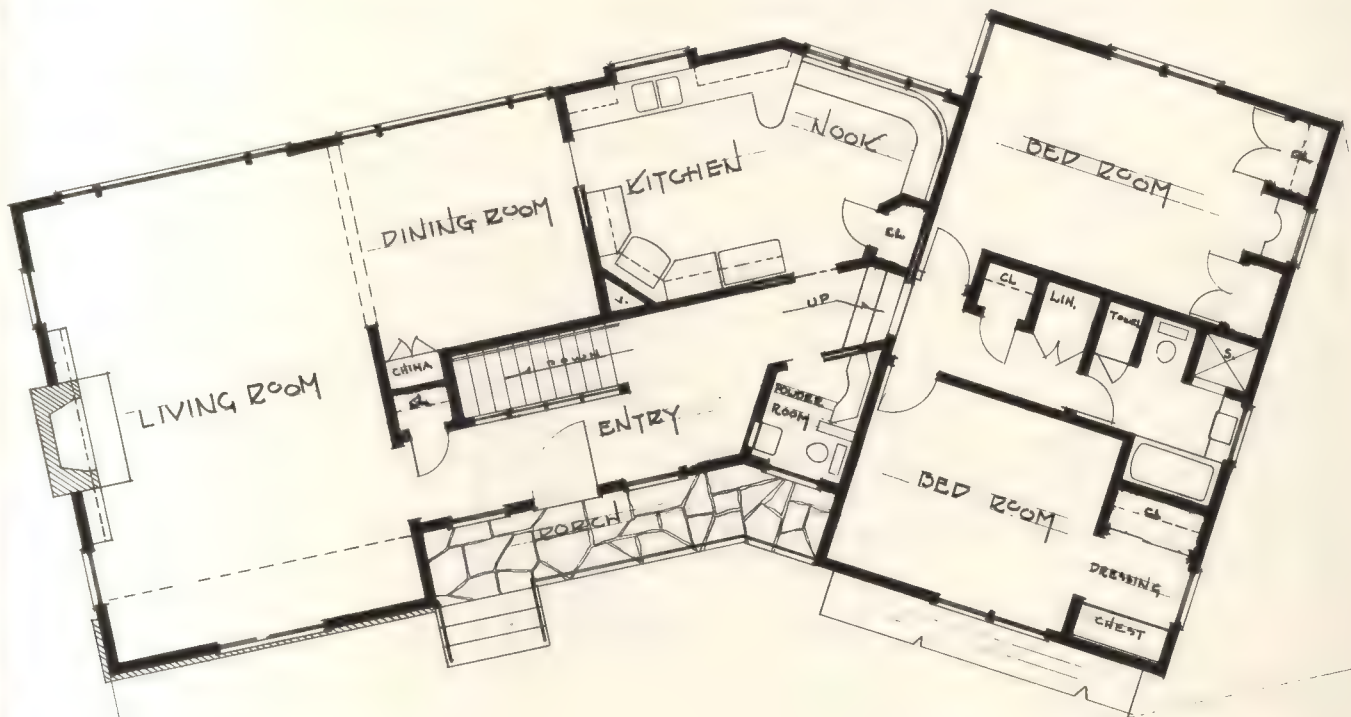 LIVING ROOM
DINING ROOM
CHINA
CL
DOWN
ENTRY
PORCH
KITCHEN
NOOK
V.
CL
UP
POWDER
ROOM
BED ROOM
CL
CL
LIN.
TOWEL
S.
BED ROOM
CL
DRESSING
CHEST